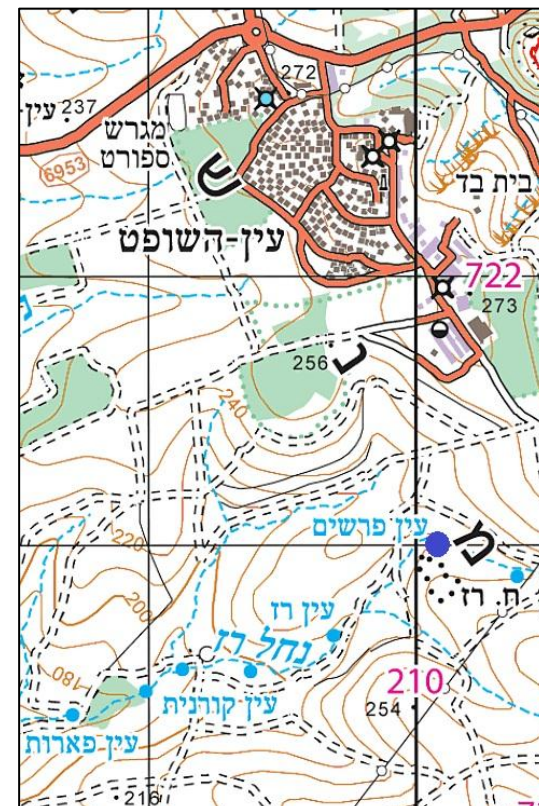 272
237
עין
מגרש
ספורט
6953
ש
בית בד
עין-השופט
722
273
256
240
עין פרשים
מ
220
ח. רז
200
עין רז
נחל רז
210
180
עין קורנית
254
עין פארות
216